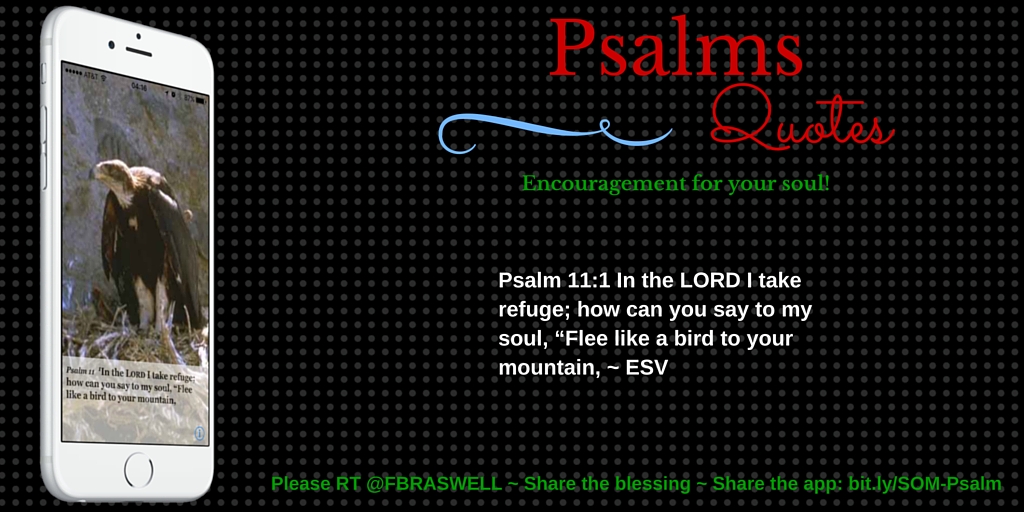 Psalms
Quotes
Encouragement for your soul!
Psalm 11:1 In the LORD I take
refuge; how can you say to my
soul, “Flee like a bird to your
mountain, ~ ESV
AT&T
04:16
87%
Psalm 11 ¹In the LORD I take refuge;
how can you say to my soul, “Flee
like a bird to your mountain,
Please RT @FBRASWELL ~ Share the blessing ~ Share the app: bit.ly/SOM-Psalm